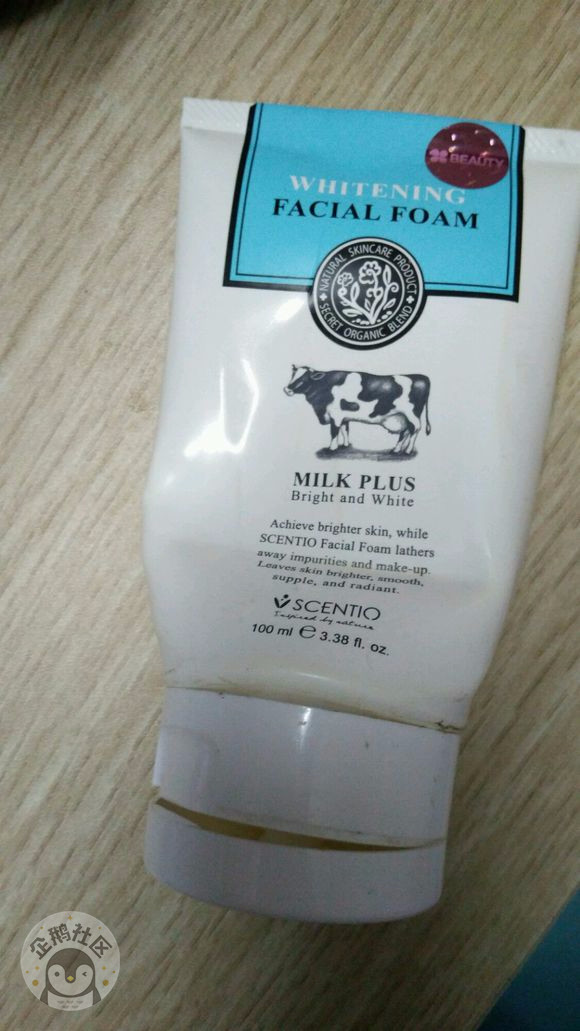 BEAUTY
WHITENING
FACIAL FOAM
NATURAL SKINCARE PRODUCT
SECRET ORGANIC BLEND
MILK PLUS
Bright and White
Achieve brighter skin, while
SCENTIO Facial Foam lathers
away impurities and make-up.
Leaves skin brighter, smooth,
supple, and radiant.
SCENTIO
Inspired by nature
100 ml ℮ 3.38 fl. oz.
企鹅社区